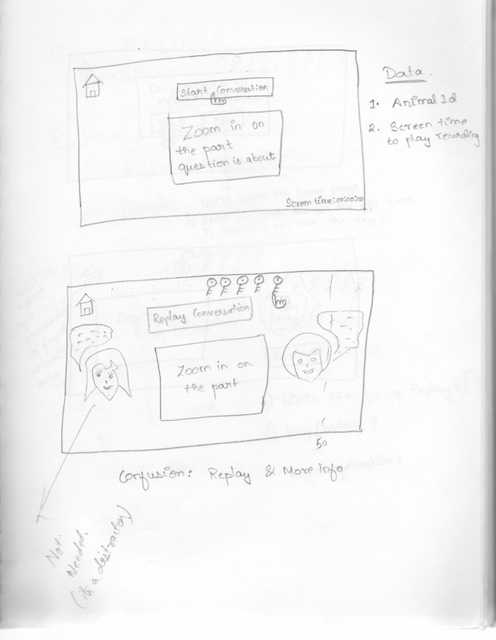 Start Conversation
Zoom in on
the part
question is about
Screen time: 00:00:00
Data.
1. Animal Id
2. Screen time
to play recording
Replay Conversation
Zoom in on
the part
50
Confusion: Replay & More info
Not
Needed.
(it's a distraction)